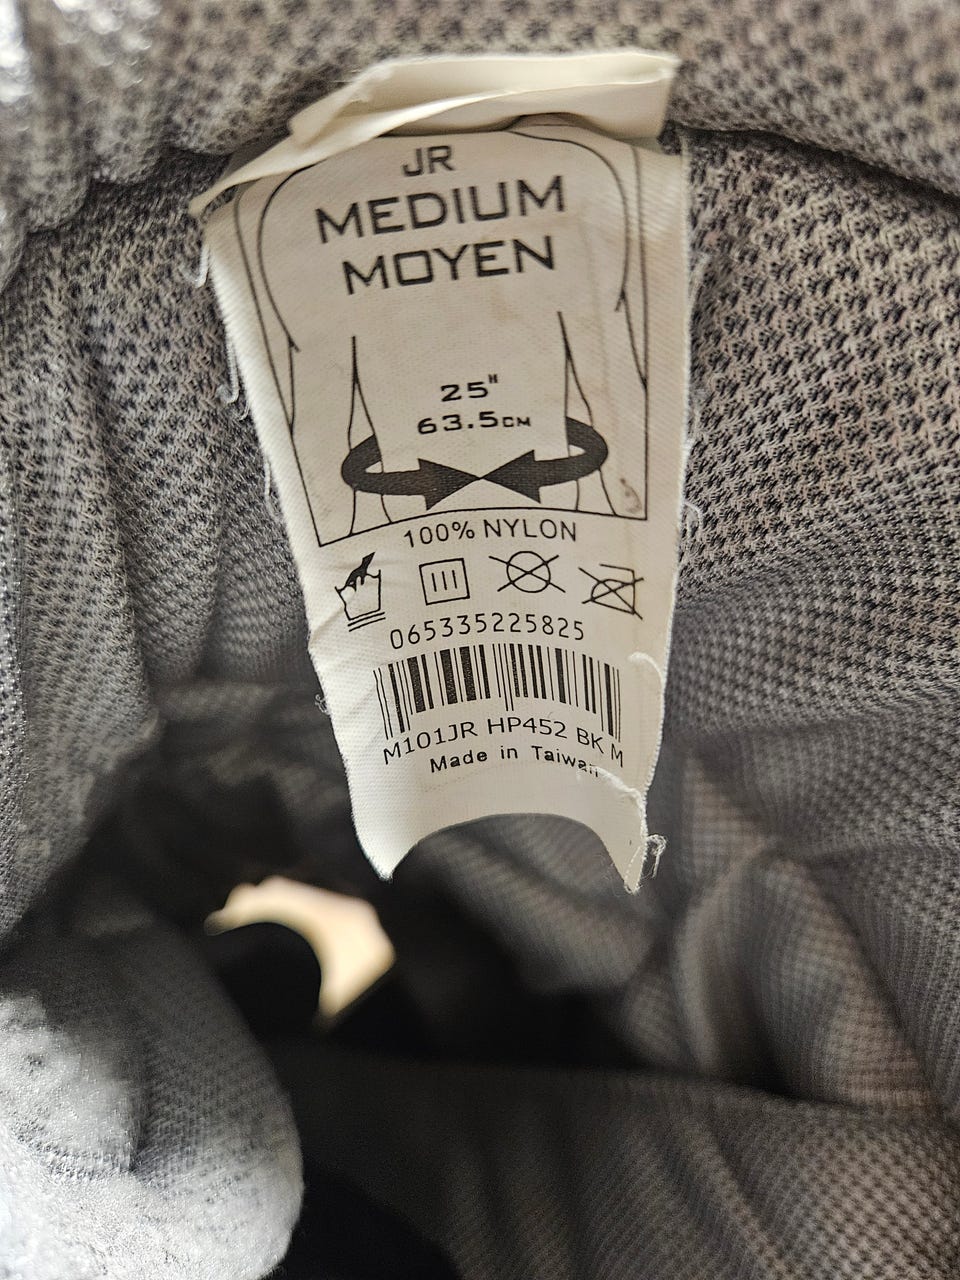 JR
MEDIUM
MOYEN
25"
63.5CM
100% NYLON
065335225825
M101JR HP452 BK M
Made in Taiwan